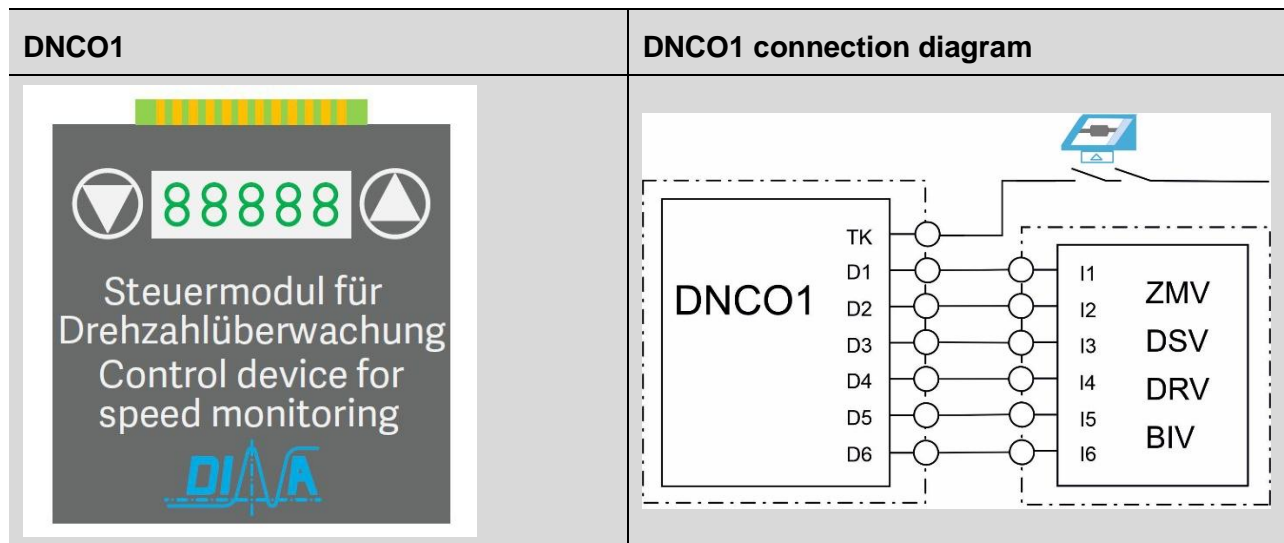 DNCO1
DNCO1 connection diagram
88888
Steuermodul für
Drehzahlüberwachung
Control device for
speed monitoring
DINA
DNCO1
TK
D1
D2
D3
D4
D5
D6
I1
I2
I3
I4
I5
I6
ZMV
DSV
DRV
BIV